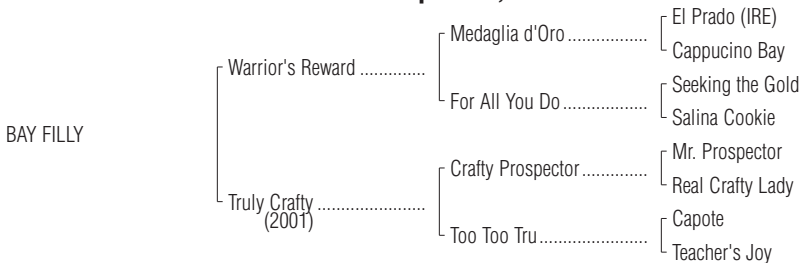 El Prado (IRE)
Medaglia d'Oro ..................
Cappucino Bay
Warrior's Reward ..............
Seeking the Gold
For All You Do ...................
Salina Cookie
BAY FILLY
Mr. Prospector
Crafty Prospector...............
Real Crafty Lady
Truly Crafty .......................
(2001)
Capote
Too Too Tru.......................
Teacher's Joy